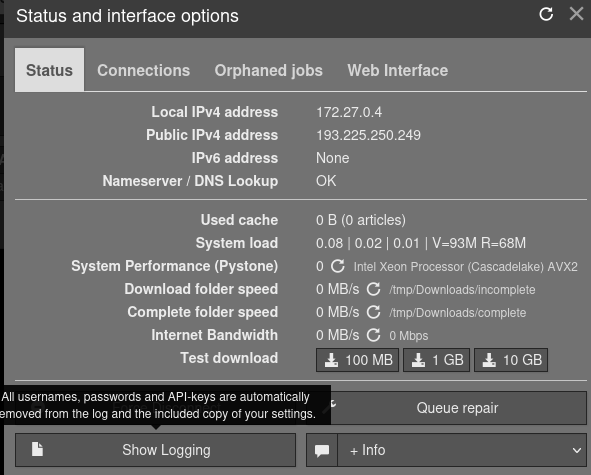 Status and interface options
Status Connections Orphaned jobs Web Interface
Local IPv4 address 172.27.0.4
Public IPv4 address 193.225.250.249
IPv6 address None
Nameserver / DNS Lookup OK
Used cache 0 B (0 articles)
System load 0.08 | 0.02 | 0.01 | V=93M R=68M
System Performance (Pystone) 0 Intel Xeon Processor (Cascadelake) AVX2
Download folder speed 0 MB/s /tmp/Downloads/incomplete
Complete folder speed 0 MB/s /tmp/Downloads/complete
Internet Bandwidth 0 MB/s 0 Mbps
Test download 100 MB 1 GB 10 GB
All usernames, passwords and API-keys are automatically
emoved from the log and the included copy of your settings.
Queue repair
Show Logging + Info